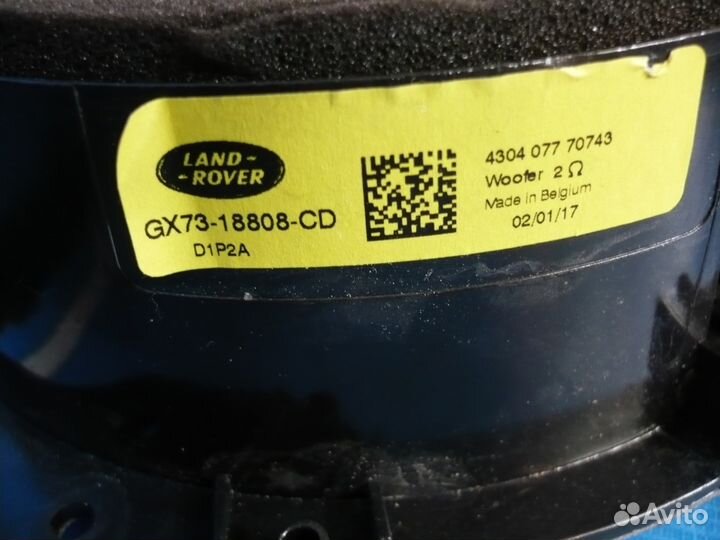 LAND-
-ROVER
GX73-18808-CD
D1P2A
4304 077 70743
Woofer 2 Ω
Made in Belgium
02/01/17
Avito